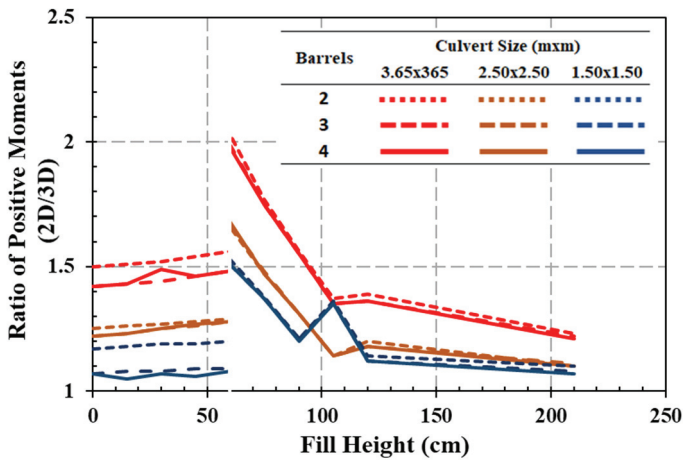 2.5
2
1.5
1
Ratio of Positive Moments
(2D/3D)
Barrels
Culvert Size (mxm)
3.65x365 2.50x2.50 1.50x1.50
2
3
4
0 50 100 150 200 250
Fill Height (cm)